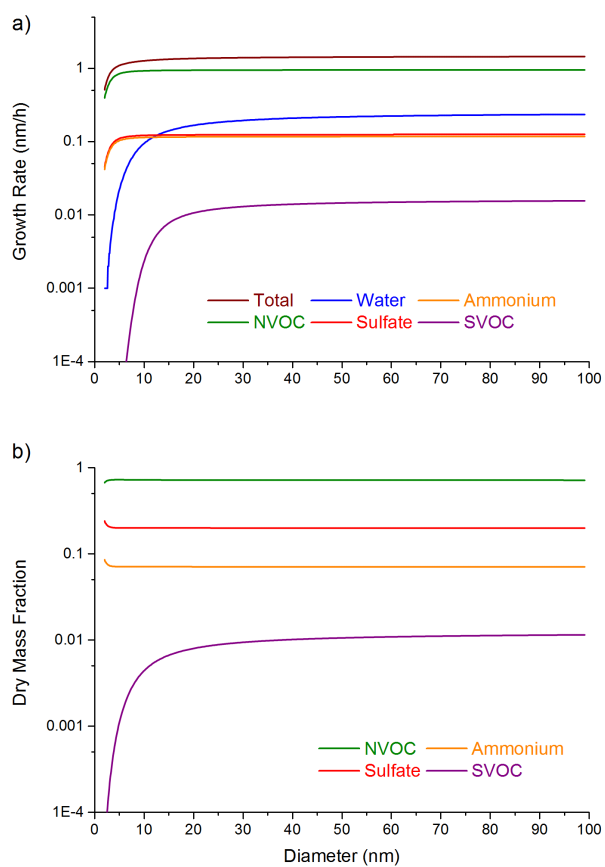 a)
Growth Rate (nm/h)
1
0.1
0.01
0.001
1E-4
Total Water Ammonium
NVOC Sulfate SVOC
0 10 20 30 40 50 60 70 80 90 100
b)
Dry Mass Fraction
1
0.1
0.01
0.001
1E-4
NVOC Ammonium
Sulfate SVOC
0 10 20 30 40 50 60 70 80 90 100
Diameter (nm)